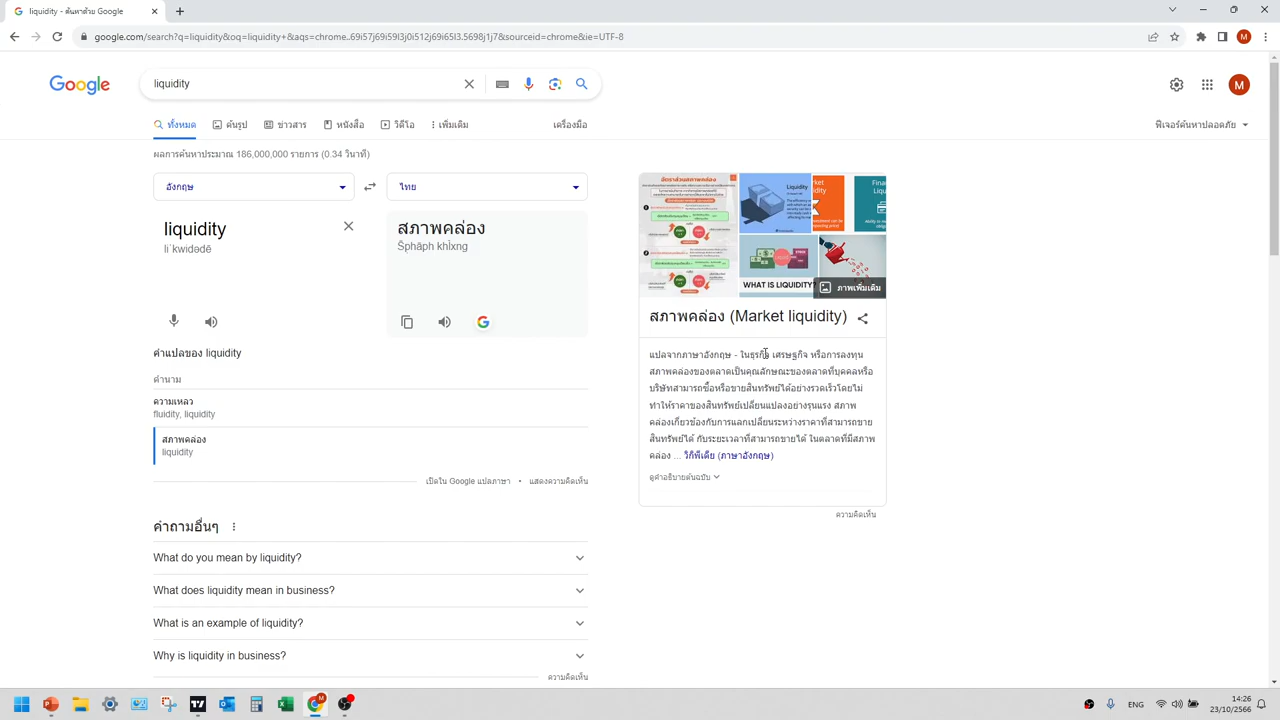 liquidity - ค้นหาด้วย Google
google.com/search?q=liquidity&oq=liquidity+&aqs=chrome..69i57j69i59l3j0i512j69i65l3.5698j1j7&sourceid=chrome&ie=UTF-8
M
Google
liquidity
M
ทั้งหมด
ค้นรูป
ข่าวสาร
หนังสือ
วิดีโอ
เพิ่มเติม
เครื่องมือ
ฟีเจอร์ค้นหาปลอดภัย
ผลการค้นหาประมาณ 186,000,000 รายการ (0.34 วินาที)
อังกฤษ
ไทย
liquidity
liˈkwidədē
สภาพคล่อง
S̄p̣hāph khl̀xng
คำแปลของ liquidity
คำนาม
ความเหลว
fluidity, liquidity
สภาพคล่อง
liquidity
เปิดใน Google แปลภาษา • แสดงความคิดเห็น
คำถามอื่นๆ
What do you mean by liquidity?
What does liquidity mean in business?
What is an example of liquidity?
Why is liquidity in business?
ความคิดเห็น
Liquidity
WHAT IS LIQUIDITY?
ภาพเพิ่มเติม
สภาพคล่อง (Market liquidity)
แปลจากภาษาอังกฤษ - ในธุรกิจ เศรษฐกิจ หรือการลงทุน
สภาพคล่องของตลาดเป็นคุณลักษณะของตลาดที่บุคคลหรือ
บริษัทสามารถซื้อหรือขายสินทรัพย์ได้อย่างรวดเร็วโดยไม่
ทำให้ราคาของสินทรัพย์เปลี่ยนแปลงอย่างรุนแรง สภาพ
คล่องเกี่ยวข้องกับการแลกเปลี่ยนระหว่างราคาที่สามารถขาย
สินทรัพย์ได้ กับระยะเวลาที่สามารถขายได้ ในตลาดที่มีสภาพ
คล่อง ... วิกิพีเดีย (ภาษาอังกฤษ)
ดูคำอธิบายต้นฉบับ
ความคิดเห็น
ENG
14:26
23/10/2566